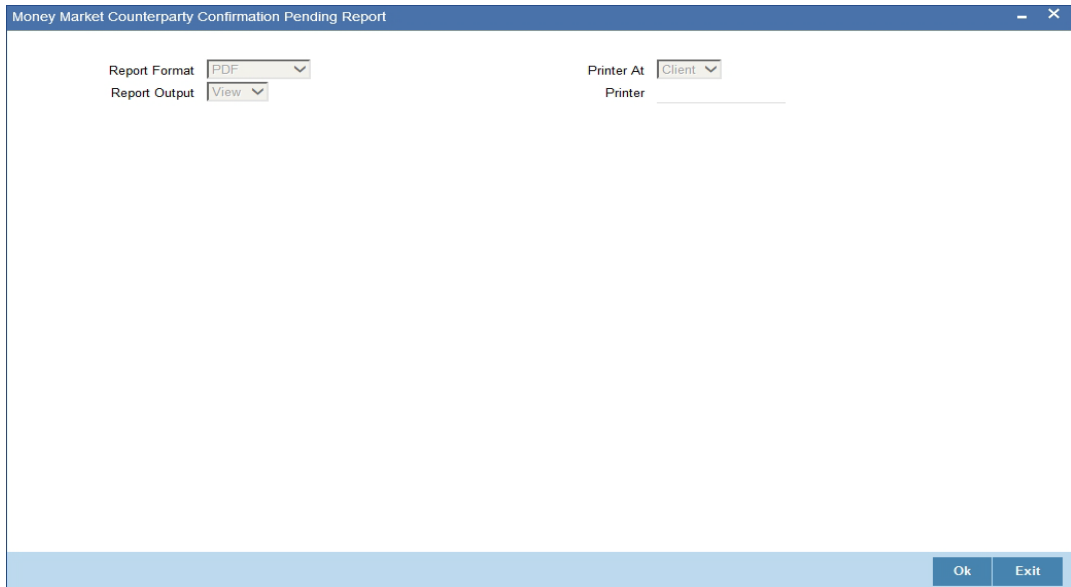 Money Market Counterparty Confirmation Pending Report
Report Format PDF
Printer At Client
Report Output View
Printer
Ok Exit